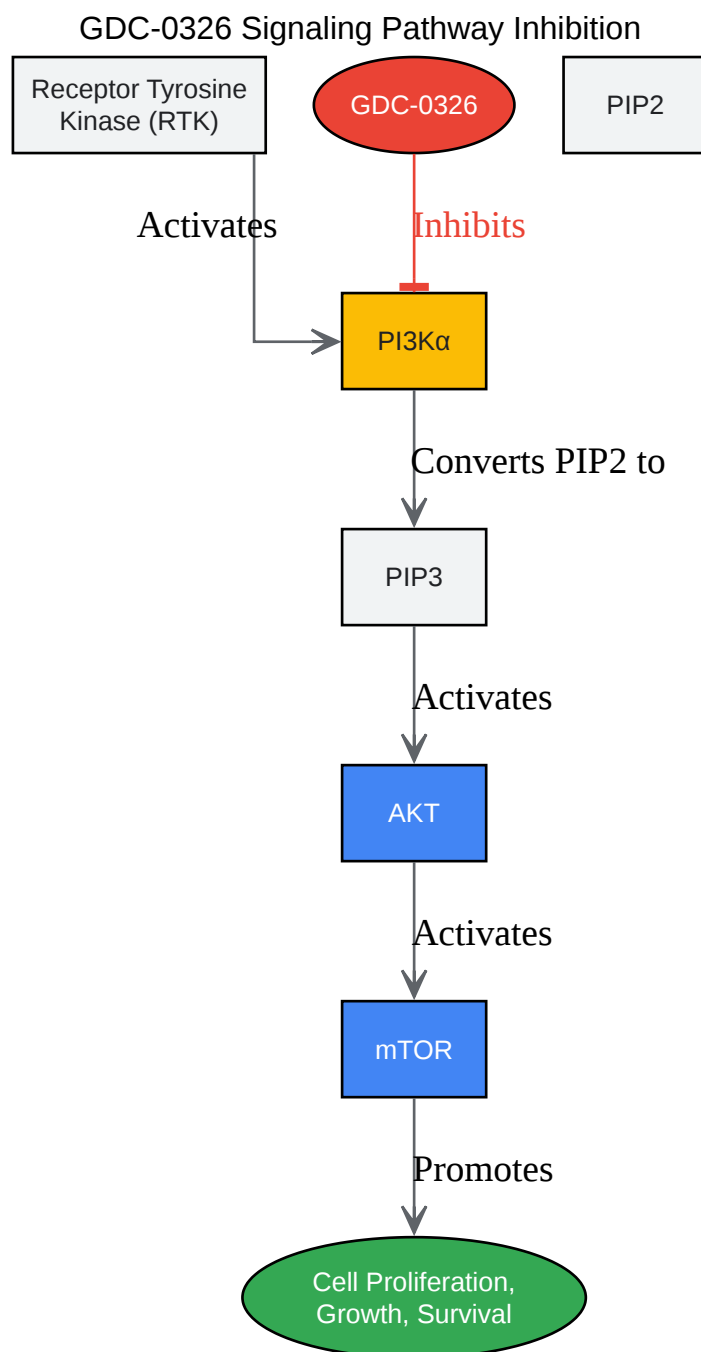 GDC-0326 Signaling Pathway Inhibition
Receptor Tyrosine
Kinase (RTK)
GDC-0326
PIP2
Activates
Inhibits
PI3Kα
Converts PIP2 to
PIP3
Activates
AKT
Activates
mTOR
Promotes
Cell Proliferation,
Growth, Survival